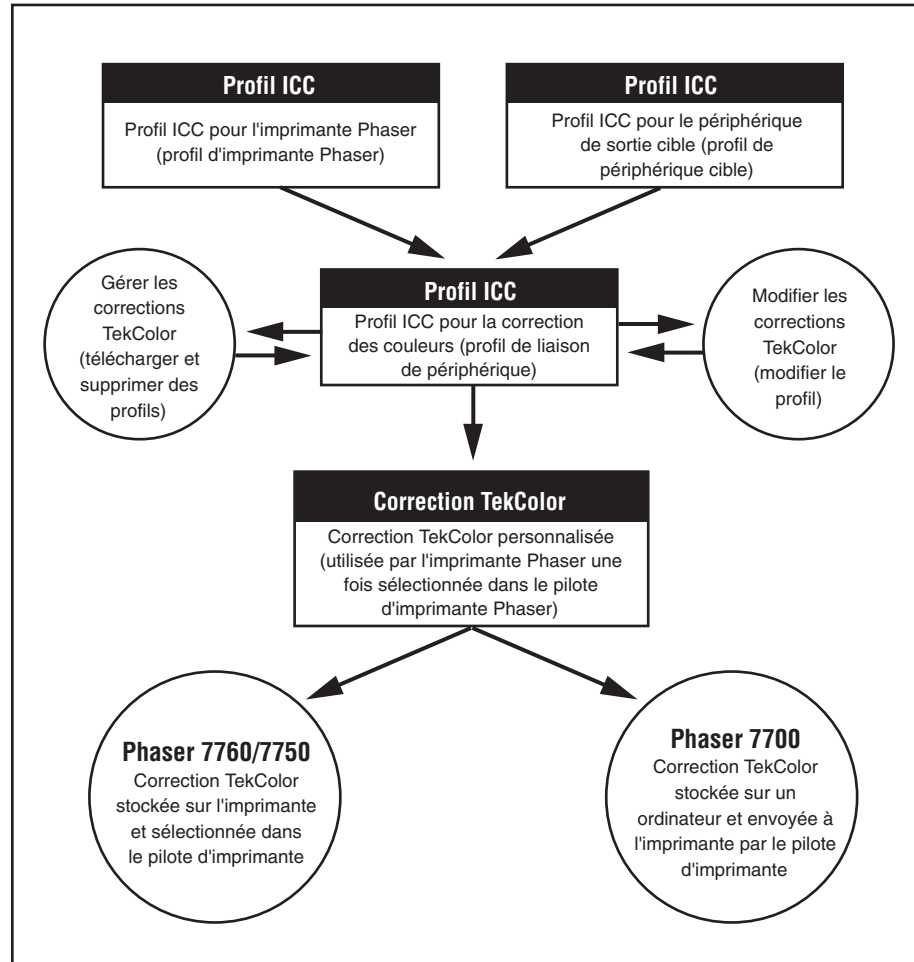 Profil ICC
Profil ICC pour l'imprimante Phaser
(profil d'imprimante Phaser)
Profil ICC
Profil ICC pour le périphérique
de sortie cible (profil de
périphérique cible)
Gérer les
corrections
TekColor
(télécharger et
supprimer des
profils)
Profil ICC
Profil ICC pour la correction
des couleurs (profil de liaison
de périphérique)
Modifier les
corrections
TekColor
(modifier le
profil)
Correction TekColor
Correction TekColor personnalisée
(utilisée par l'imprimante Phaser une
fois sélectionnée dans le pilote
d'imprimante Phaser)
Phaser 7760/7750
Correction TekColor
stockée sur l'imprimante
et sélectionnée dans
le pilote d'imprimante
Phaser 7700
Correction TekColor
stockée sur un
ordinateur et envoyée à
l'imprimante par le pilote
d'imprimante